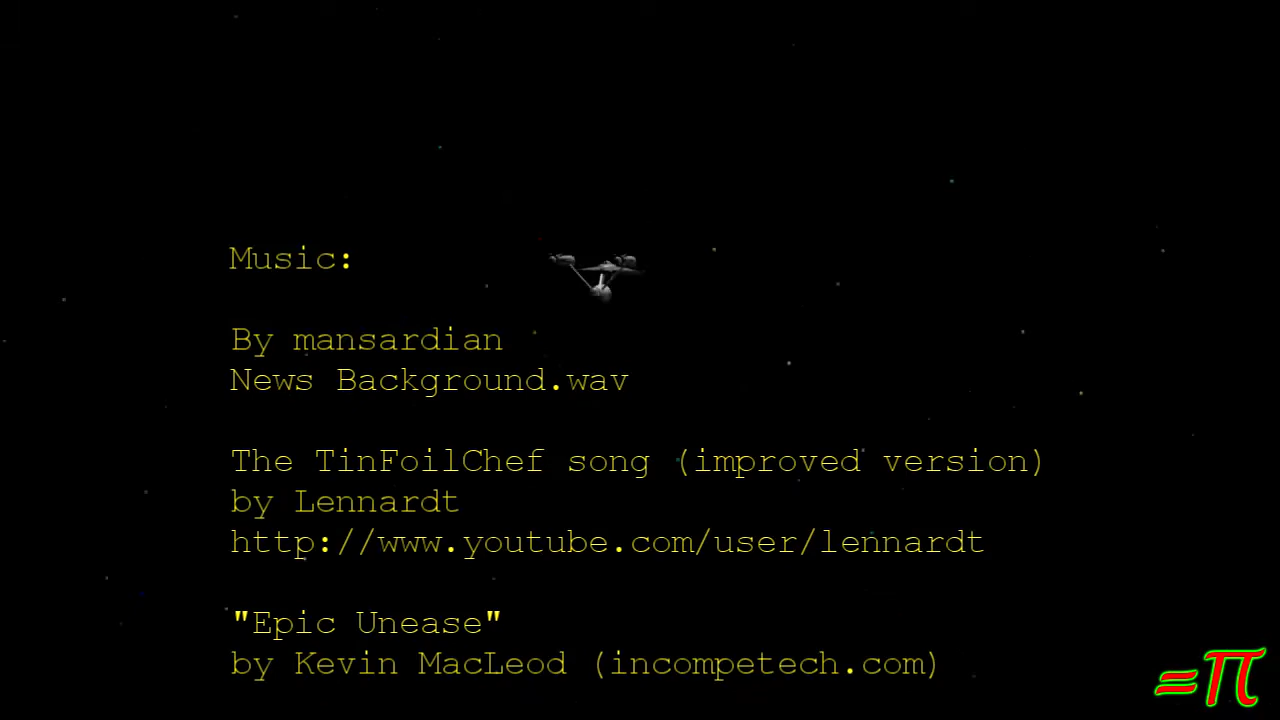 Music:
By mansardian
News Background.wav
The TinFoilChef song (improved version)
by Lennardt
http://www.youtube.com/user/lennardt
"Epic Unease"
by Kevin MacLeod (incompetech.com)
=π